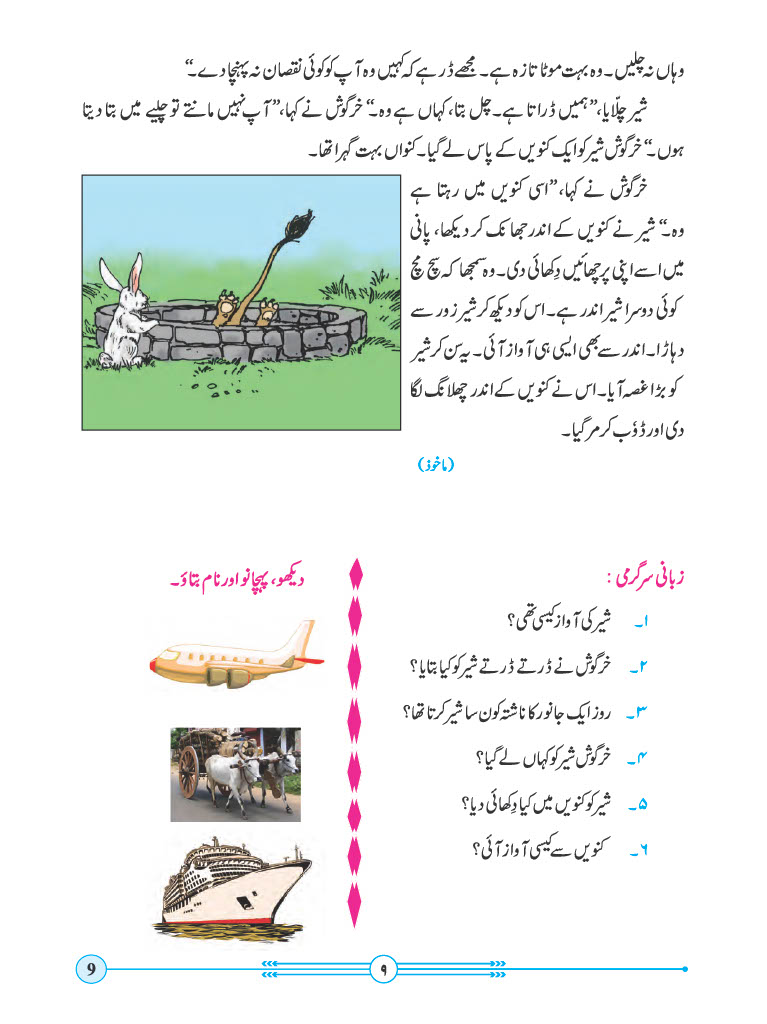 وہاں نہ چلیں۔ وہ بہت موٹا تازہ ہے۔ مجھے ڈر ہے کہ کہیں وہ آپ کو کوئی نقصان نہ پہنچا دے۔“
شیر چلّایا، ”ہمیں ڈراتا ہے۔ چل بتا، کہاں ہے وہ۔“ خرگوش نے کہا، ”آپ نہیں مانتے تو چلیے میں بتا دیتا
ہوں۔“ خرگوش شیر کو ایک کنویں کے پاس لے گیا۔ کنواں بہت گہرا تھا۔
خرگوش نے کہا، ”اسی کنویں میں رہتا ہے
وہ۔“ شیر نے کنویں کے اندر جھانک کر دیکھا، پانی
میں اسے اپنی پرچھائیں دِکھائی دی۔ وہ سمجھا کہ سچ مچ
کوئی دوسرا شیر اندر ہے۔ اس کو دیکھ کر شیر زور سے
دہاڑا۔ اندر سے بھی ایسی ہی آواز آئی۔ یہ سن کر شیر
کو بڑا غصہ آیا۔ اس نے کنویں کے اندر چھلانگ لگا
دی اور ڈوٗب کر مر گیا۔
(ماخوذ)
زبانی سرگرمی :
۱۔ شیر کی آواز کیسی تھی؟
۲۔ خرگوش نے ڈرتے ڈرتے شیر کو کیا بتایا؟
۳۔ روز ایک جانور کا ناشتہ کون سا شیر کرتا تھا؟
۴۔ خرگوش شیر کو کہاں لے گیا؟
۵۔ شیر کو کنویں میں کیا دِکھائی دیا؟
۶۔ کنویں سے کیسی آواز آئی؟
دیکھو، پہچانو اور نام بتاؤ۔
۹
9